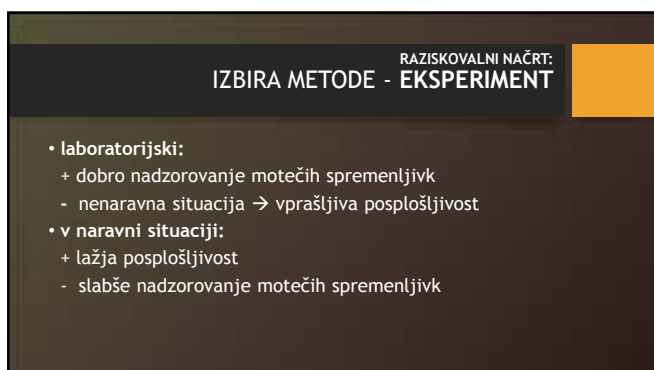 RAZISKOVALNI NAČRT:
IZBIRA METODE - EKSPERIMENT
• laboratorijski:
+ dobro nadzorovanje motečih spremenljivk
- nenaravna situacija → vprašljiva posplošljivost
• v naravni situaciji:
+ lažja posplošljivost
- slabše nadzorovanje motečih spremenljivk